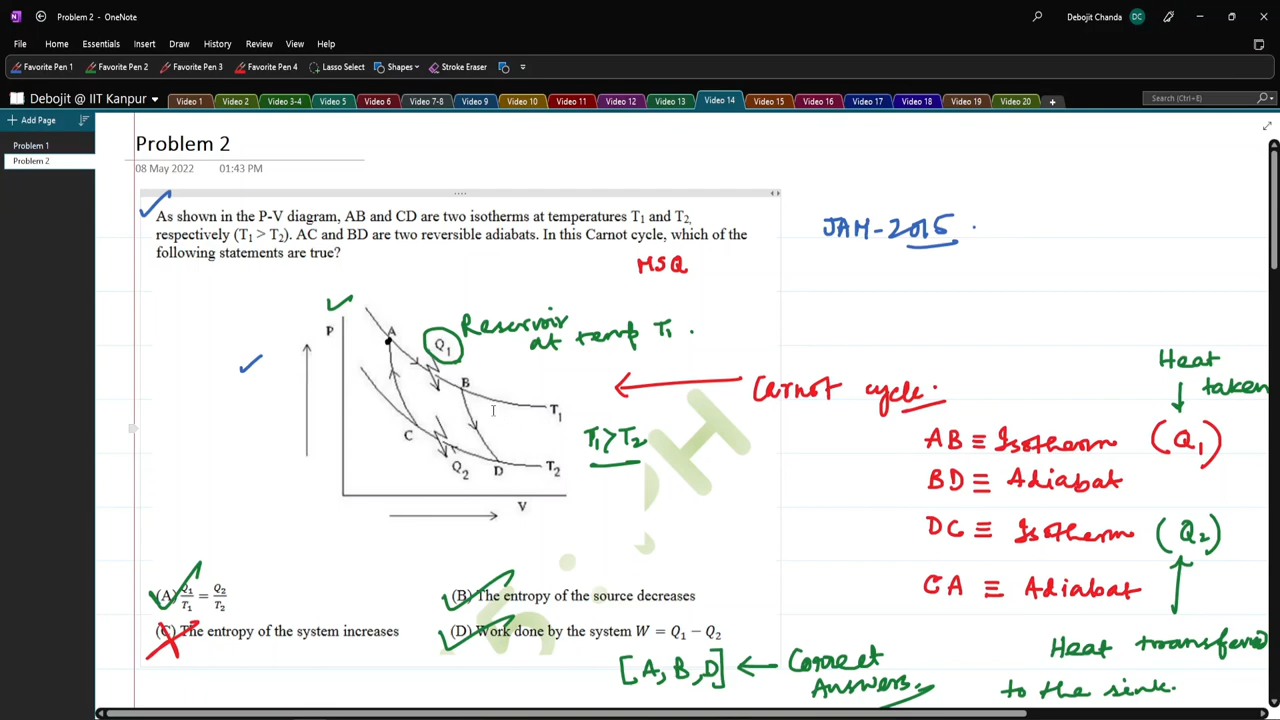 Problem 2 - OneNote
Debojit Chanda
DC
File Home Essentials Insert Draw History Review View Help
Favorite Pen 1 Favorite Pen 2 Favorite Pen 3 Favorite Pen 4 Lasso Select Shapes Stroke Eraser
Debojit @ IIT Kanpur
Video 1 Video 2 Video 3-4 Video 5 Video 6 Video 7-8 Video 9 Video 10 Video 11 Video 12 Video 13 Video 14 Video 15 Video 16 Video 17 Video 18 Video 19 Video 20
Search (Ctrl+E)
Add Page
Problem 1
Problem 2
Problem 2
08 May 2022 01:43 PM
As shown in the P-V diagram, AB and CD are two isotherms at temperatures T₁ and T₂,
respectively (T₁ > T₂). AC and BD are two reversible adiabats. In this Carnot cycle, which of the
following statements are true?
JAM-2015.
MSQ
P
A
Q₁
Reservoir
at temp T₁.
B
T₁
C
Q₂
D
T₂
V
T₁>T₂
Carnot cycle.
Heat
taken
AB ≡ Isotherm (Q₁)
BD ≡ Adiabat
DC ≡ Isotherm (Q₂)
CA ≡ Adiabat
Heat transferred
to the sink.
(A) Q₁/T₁ = Q₂/T₂
(B) The entropy of the source decreases
(C) The entropy of the system increases
(D) Work done by the system W = Q₁ − Q₂
[A, B, D] ← Correct
Answers.